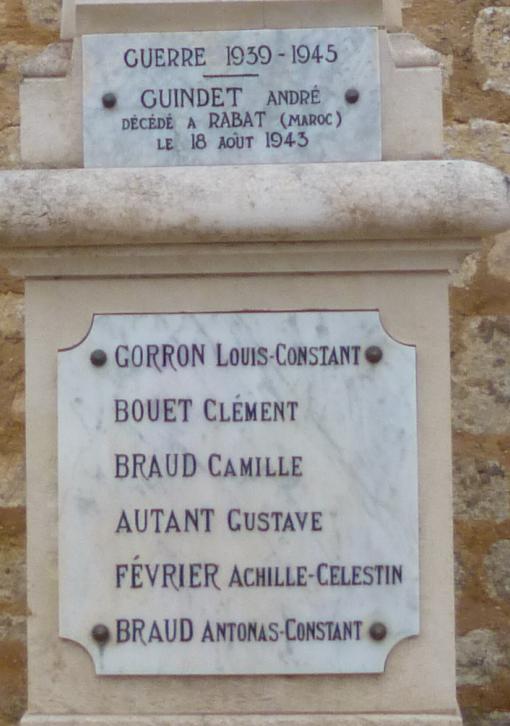 GUERRE 1939-1945
GUINDET ANDRÉ
DÉCÉDÉ A RABAT (MAROC)
LE 18 AOÛT 1943
GORRON LOUIS-CONSTANT
BOUET CLÉMENT
BRAUD CAMILLE
AUTANT GUSTAVE
FÉVRIER ACHILLE-CELESTIN
BRAUD ANTONAS-CONSTANT